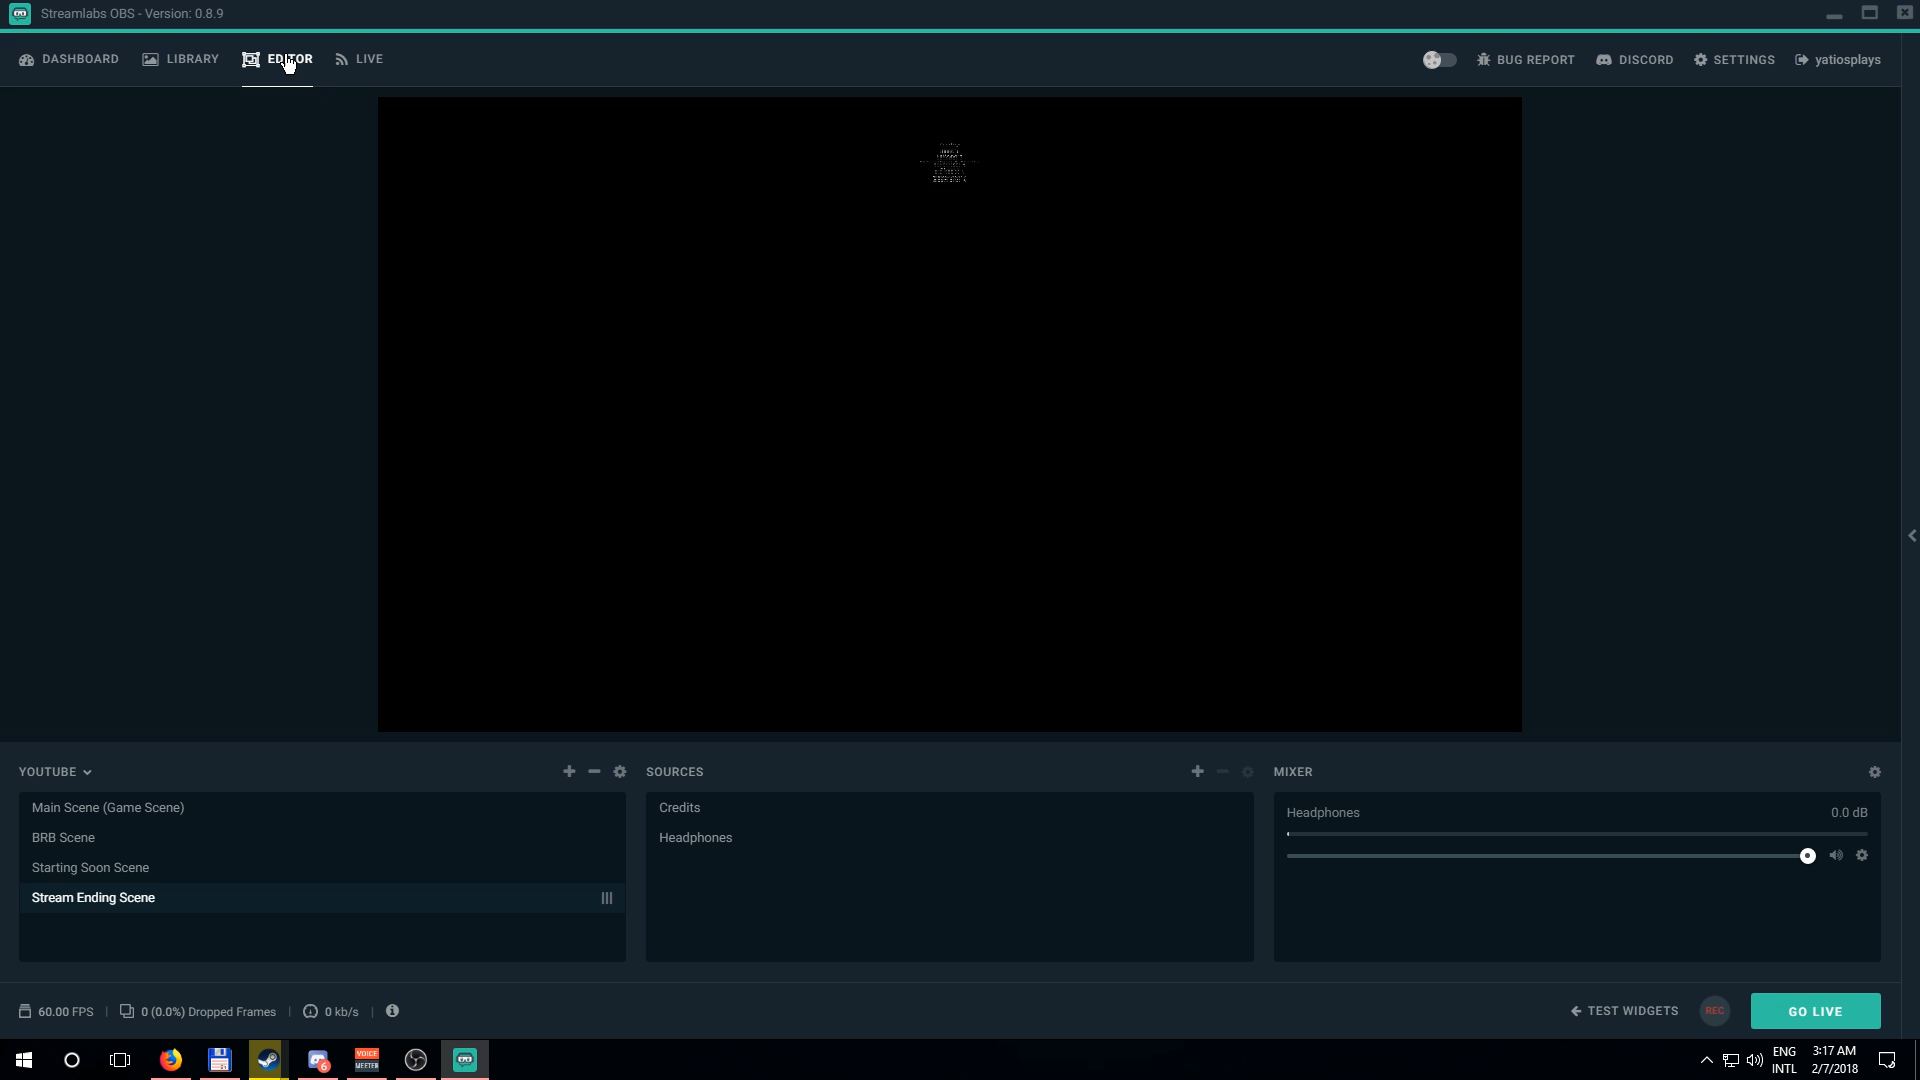 Streamlabs OBS - Version: 0.8.9
DASHBOARD LIBRARY EDITOR LIVE
BUG REPORT DISCORD SETTINGS yatiosplays
YOUTUBE
SOURCES
MIXER
Main Scene (Game Scene)
BRB Scene
Starting Soon Scene
Stream Ending Scene
Credits
Headphones
Headphones 0.0 dB
60.00 FPS 0 (0.0%) Dropped Frames 0 kb/s
TEST WIDGETS REC GO LIVE
VOICE
MEETER
6
ENG
INTL
3:17 AM
2/7/2018